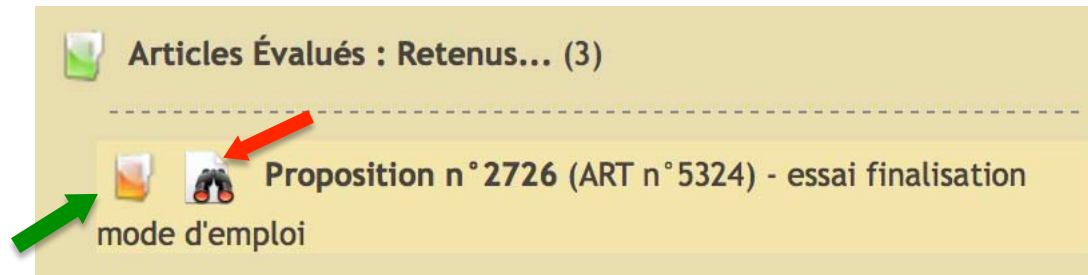 Articles Évalués : Retenus... (3)
Proposition n°2726 (ART n°5324) - essai finalisation
mode d'emploi